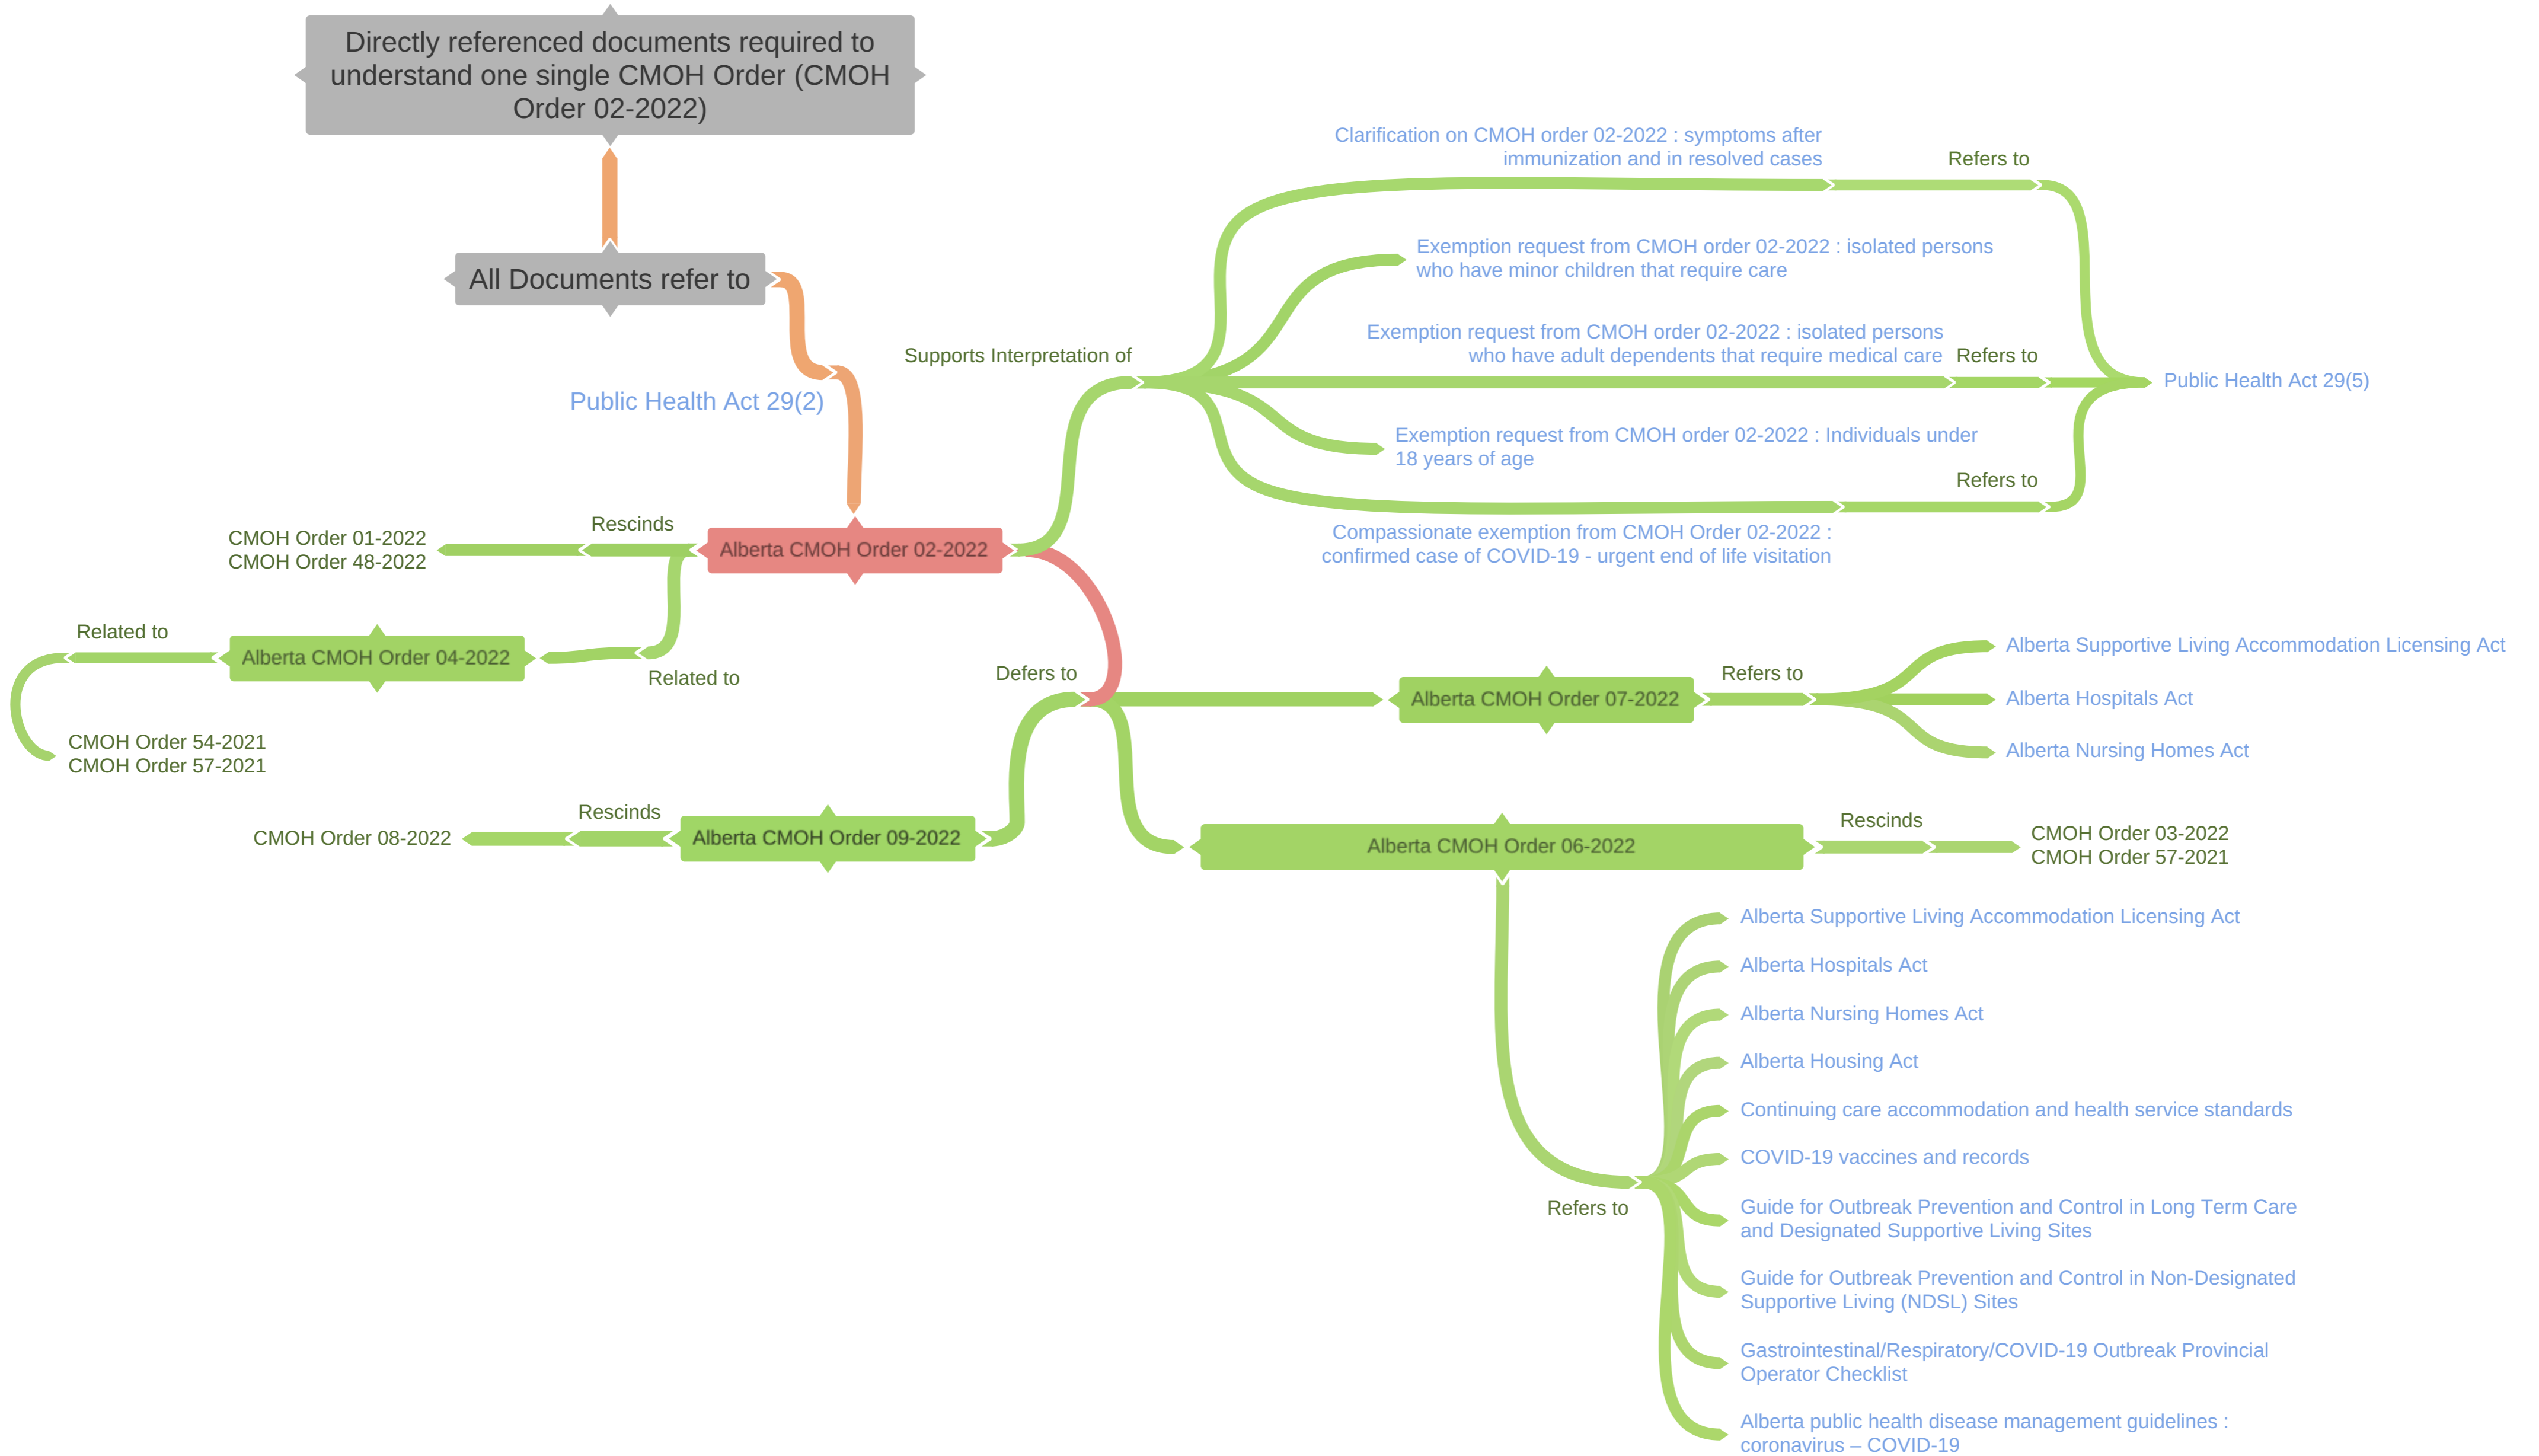 Directly referenced documents required to
understand one single CMOH Order (CMOH
Order 02-2022)
All Documents refer to
Public Health Act 29(2)
Supports Interpretation of
Clarification on CMOH order 02-2022 : symptoms after
immunization and in resolved cases
Refers to
Exemption request from CMOH order 02-2022 : isolated persons
who have minor children that require care
Exemption request from CMOH order 02-2022 : isolated persons
who have adult dependents that require medical care
Refers to
Public Health Act 29(5)
Exemption request from CMOH order 02-2022 : Individuals under
18 years of age
Refers to
Compassionate exemption from CMOH Order 02-2022 :
confirmed case of COVID-19 - urgent end of life visitation
Rescinds
CMOH Order 01-2022
CMOH Order 48-2022
Alberta CMOH Order 02-2022
Related to
Alberta CMOH Order 04-2022
Related to
CMOH Order 54-2021
CMOH Order 57-2021
Defers to
Alberta CMOH Order 07-2022
Refers to
Alberta Supportive Living Accommodation Licensing Act
Alberta Hospitals Act
Alberta Nursing Homes Act
Rescinds
CMOH Order 08-2022
Alberta CMOH Order 09-2022
Alberta CMOH Order 06-2022
Rescinds
CMOH Order 03-2022
CMOH Order 57-2021
Refers to
Alberta Supportive Living Accommodation Licensing Act
Alberta Hospitals Act
Alberta Nursing Homes Act
Alberta Housing Act
Continuing care accommodation and health service standards
COVID-19 vaccines and records
Guide for Outbreak Prevention and Control in Long Term Care
and Designated Supportive Living Sites
Guide for Outbreak Prevention and Control in Non-Designated
Supportive Living (NDSL) Sites
Gastrointestinal/Respiratory/COVID-19 Outbreak Provincial
Operator Checklist
Alberta public health disease management guidelines :
coronavirus – COVID-19